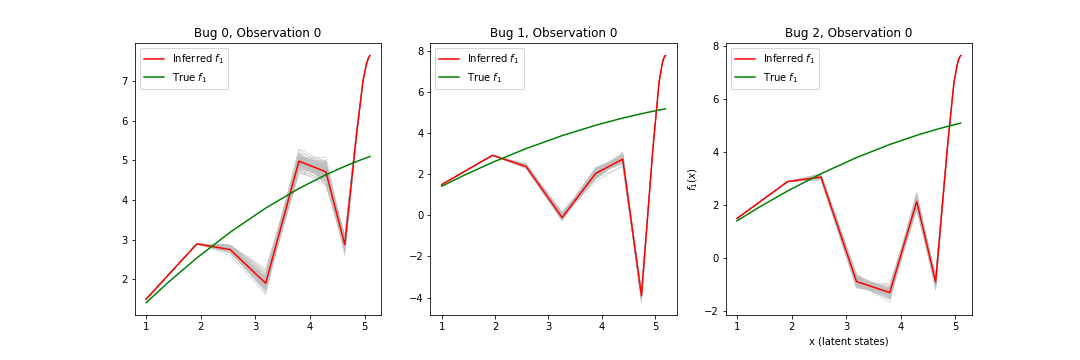 Bug 0, Observation 0
Inferred f₁
True f₁
7
6
5
4
3
2
1 2 3 4 5
Bug 1, Observation 0
Inferred f₁
True f₁
8
6
4
2
0
−2
−4
1 2 3 4 5
Bug 2, Observation 0
Inferred f₁
True f₁
f₁(x)
8
6
4
2
0
−2
1 2 3 4 5
x (latent states)